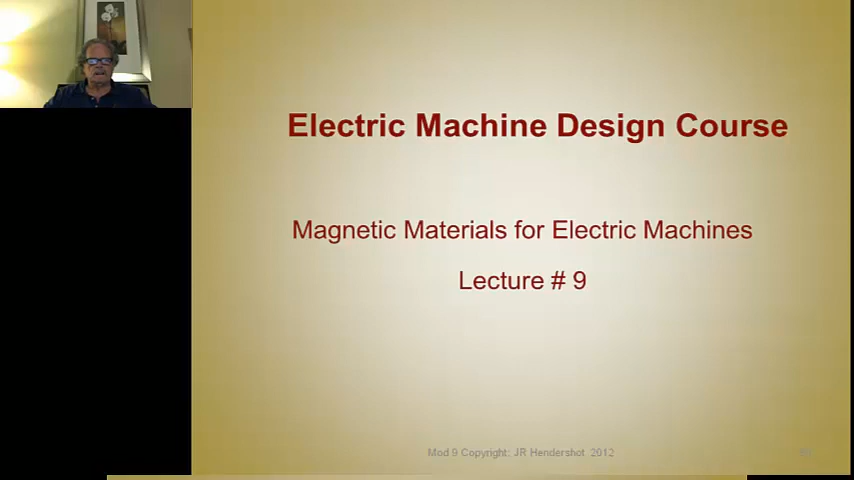 Electric Machine Design Course
Magnetic Materials for Electric Machines
Lecture # 9
Mod 9 Copyright: JR Hendershot 2012